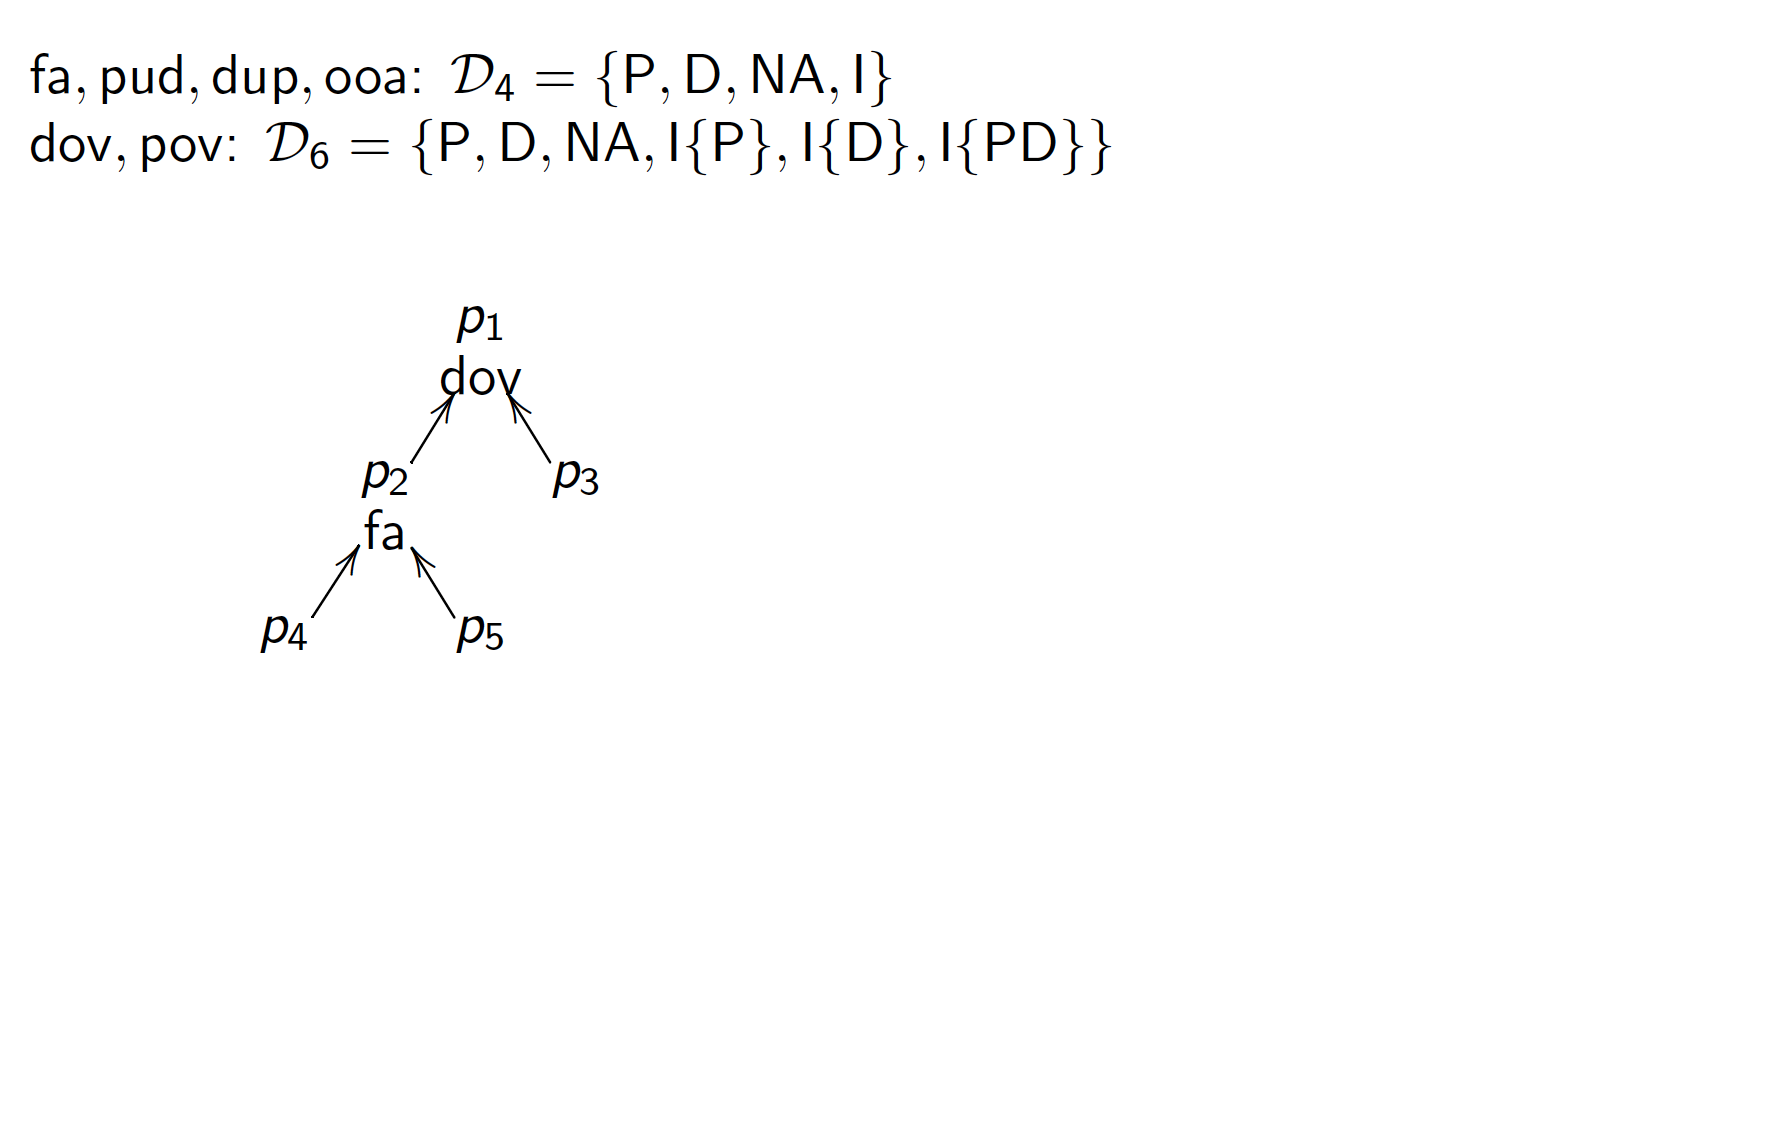 fa, pud, dup, ooa: 𝒟₄ = {P, D, NA, I}
dov, pov: 𝒟₆ = {P, D, NA, I{P}, I{D}, I{PD}}
p₁
dov
p₂ p₃
fa
p₄ p₅